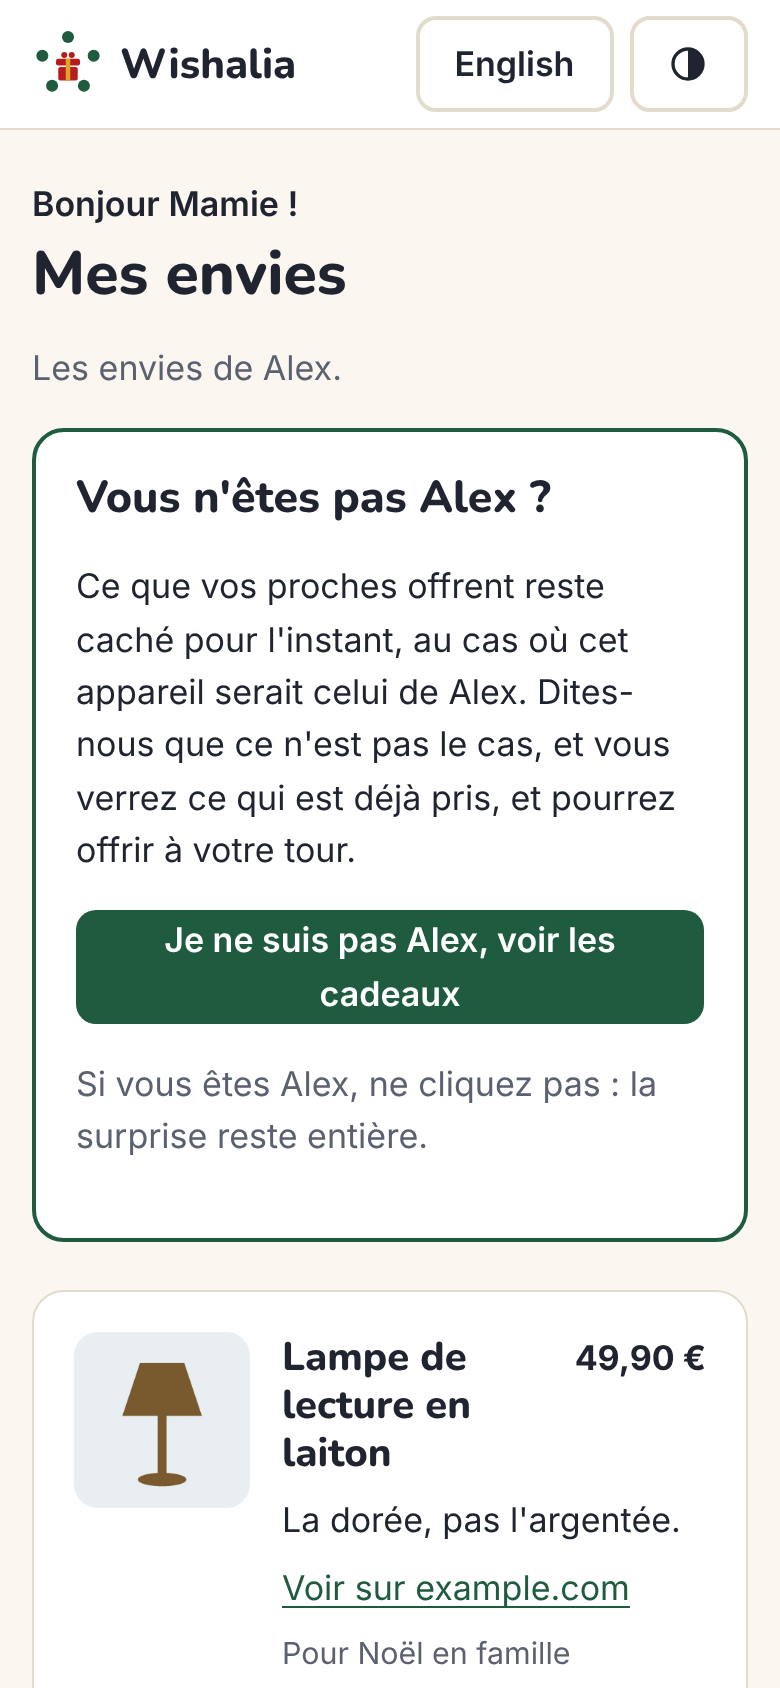 Wishalia
English
Bonjour Mamie !
Mes envies
Les envies de Alex.
Vous n'êtes pas Alex ?
Ce que vos proches offrent reste
caché pour l'instant, au cas où cet
appareil serait celui de Alex. Dites-
nous que ce n'est pas le cas, et vous
verrez ce qui est déjà pris, et pourrez
offrir à votre tour.
Je ne suis pas Alex, voir les
cadeaux
Si vous êtes Alex, ne cliquez pas : la
surprise reste entière.
Lampe de
lecture en
laiton
49,90 €
La dorée, pas l'argentée.
Voir sur example.com
Pour Noël en famille